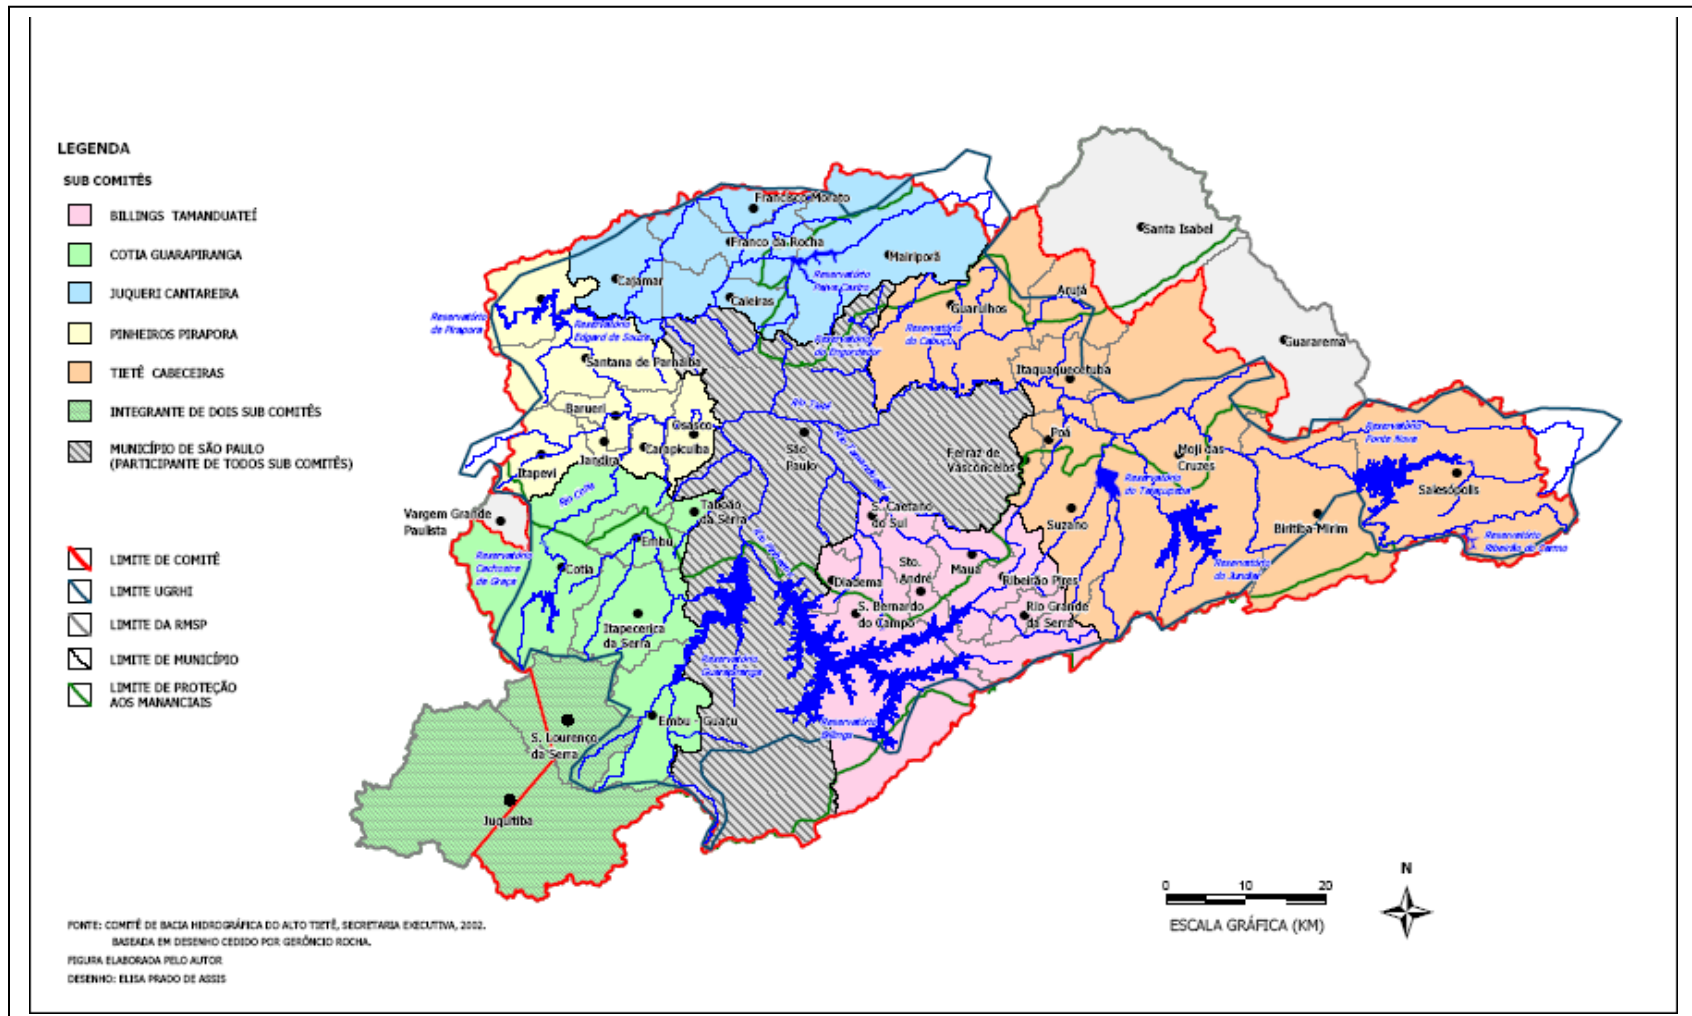 LEGENDA
SUB COMITÊS
BILLINGS TAMANDUATEÍ
COTIA GUARAPIRANGA
JUQUERI CANTAREIRA
PINHEIROS PIRAPORA
TIETÊ CABECEIRAS
INTEGRANTE DE DOIS SUB COMITÊS
MUNICÍPIO DE SÃO PAULO
(PARTICIPANTE DE TODOS SUB COMITÊS)
LIMITE DE COMITÊ
LIMITE UGRHI
LIMITE DA RMSP
LIMITE DE MUNICÍPIO
LIMITE DE PROTEÇÃO
AOS MANANCIAIS
Francisco Morato
Franco da Rocha
Mairiporã
Cajamar
Caieiras
Reservatório
Paiva Castro
Santa Isabel
Arujá
Guarulhos
Guararema
Reservatório
de Pirapora
Reservatório
Edgard de Souza
Reservatório
do Engordador
Reservatório
do Cabuçu
Santana de Parnaíba
Itaquaquecetuba
Barueri
Osasco
Rio Tietê
Carapicuiba
Jandira
Itapevi
São
Paulo
Rio Tamanduateí
Ferraz de
Vasconcelos
Poá
Moji das
Cruzes
Reservatório
Ponte Nova
Salesópolis
Rio Cotia
Vargem Grande
Paulista
Taboão
da Serra
S. Caetano
do Sul
Suzano
Reservatório
do Taiaçupeba
Biritiba-Mirim
Reservatório
Ribeirão do Campo
Embu
Rio Pinheiros
Reservatório
Cachoeira
da Graça
Cotia
Diadema
Sto.
André
Mauá
Ribeirão Pires
Reservatório
do Jundiaí
Itapecerica
da Serra
S. Bernardo
do Campo
Rio Grande
da Serra
Reservatório
Guarapiranga
Embu - Guaçu
Reservatório
Billings
S. Lourenço
da Serra
Juquitiba
N
0 10 20
ESCALA GRÁFICA (KM)
FONTE: COMITÊ DE BACIA HIDROGRÁFICA DO ALTO TIETÊ, SECRETARIA EXECUTIVA, 2002.
BASEADA EM DESENHO CEDIDO POR GERÔNCIO ROCHA.
FIGURA ELABORADA PELO AUTOR
DESENHO: ELISA PRADO DE ASSIS